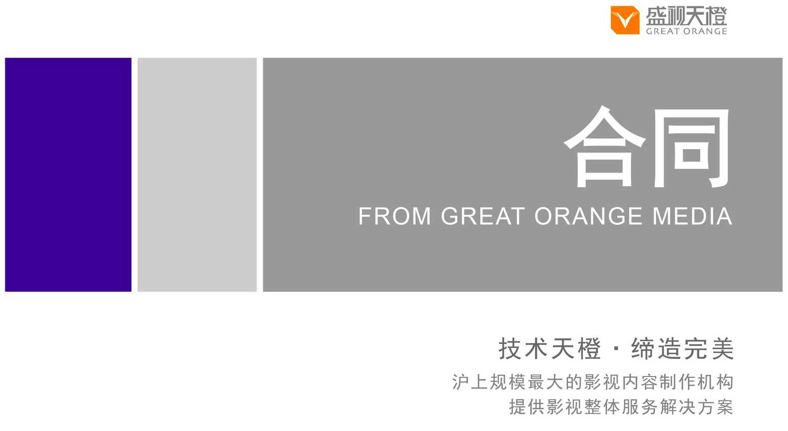 盛视天橙
GREAT ORANGE
合同
FROM GREAT ORANGE MEDIA
技术天橙·缔造完美
沪上规模最大的影视内容制作机构
提供影视整体服务解决方案